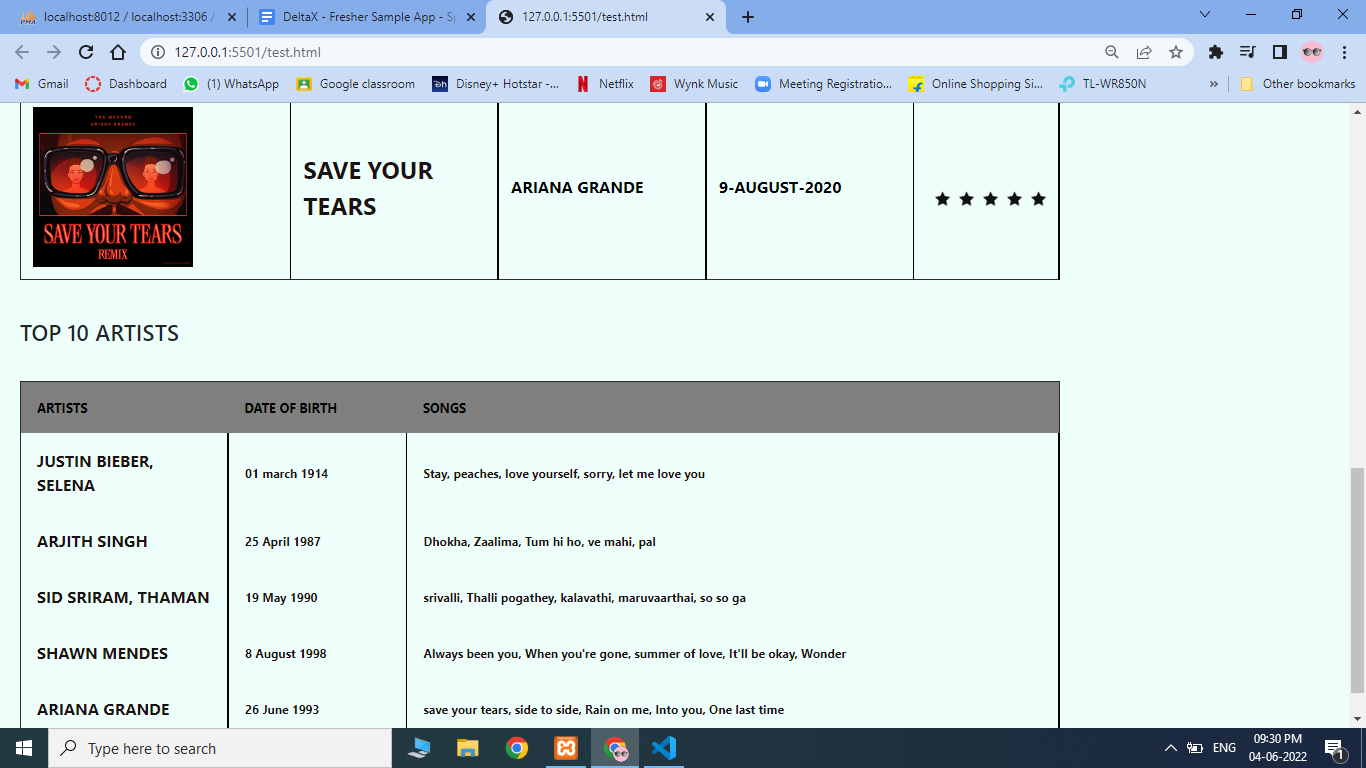 localhost:8012 / localhost:3306 /
DeltaX - Fresher Sample App - Sp
127.0.0.1:5501/test.html
127.0.0.1:5501/test.html
Gmail Dashboard (1) WhatsApp Google classroom Disney+ Hotstar -... Netflix Wynk Music Meeting Registratio... Online Shopping Si... TL-WR850N » Other bookmarks
THE WEEKND
ARIANA GRANDE
SAVE YOUR TEARS
REMIX
SAVE YOUR
TEARS
ARIANA GRANDE
9-AUGUST-2020
TOP 10 ARTISTS
ARTISTS DATE OF BIRTH SONGS
JUSTIN BIEBER,
SELENA
01 march 1914
Stay, peaches, love yourself, sorry, let me love you
ARJITH SINGH 25 April 1987 Dhokha, Zaalima, Tum hi ho, ve mahi, pal
SID SRIRAM, THAMAN 19 May 1990 srivalli, Thalli pogathey, kalavathi, maruvaarthai, so so ga
SHAWN MENDES 8 August 1998 Always been you, When you're gone, summer of love, It'll be okay, Wonder
ARIANA GRANDE 26 June 1993 save your tears, side to side, Rain on me, Into you, One last time
Type here to search
ENG
09:30 PM
04-06-2022
1